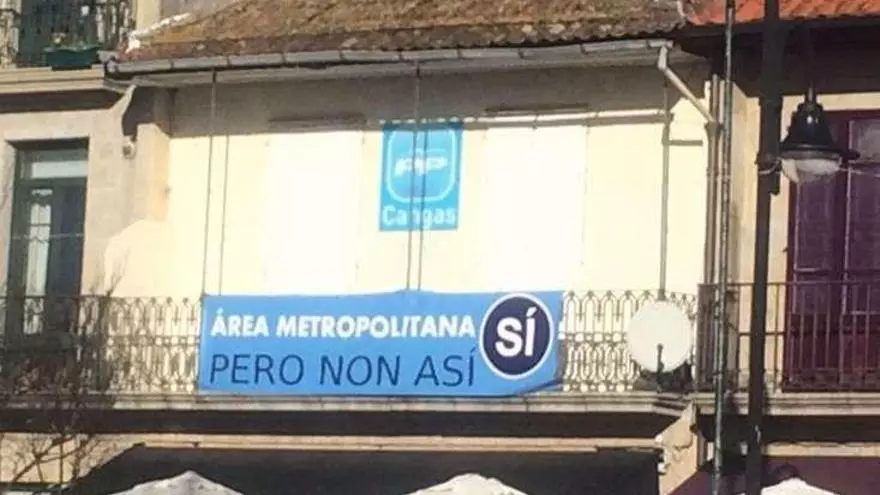 PP
Cangas
ÁREA METROPOLITANA SÍ
PERO NON ASÍ